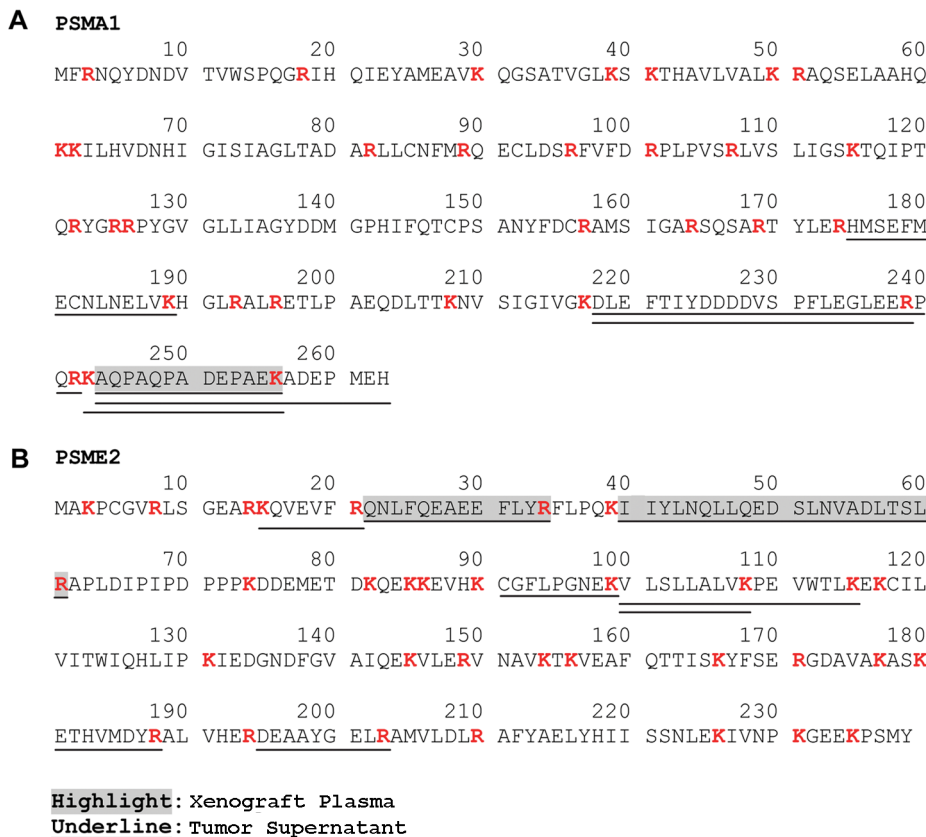 A PSMA1
10 20 30 40 50 60
MFRNQYDNDV TVWSPQGRIH QIEYAMEAVK QGSATVGLKS KTHAVLVALK RAQSELAAHQ
70 80 90 100 110 120
KKILHVDNHI GISIAGLTAD ARLLCNFMRQ ECLDSRFVFD RPLPVSRLVS LIGSKTQIPT
130 140 150 160 170 180
QRYGRRPYGV GLLIAGYDDM GPHIFQTCPS ANYFDCRAMS IGARSQSART YLERHMSEFM
190 200 210 220 230 240
ECNLNELVKH GLRALRETLP AEQDLTTKNV SIGIVGKDLE FTIYDDDDVS PFLEGLEERP
250 260
QRKAQPAQPA DEPAEKADEP MEH
B PSME2
10 20 30 40 50 60
MAKPCGVRLS GEARKQVEVF RQNLFQEAEE FLYRFLPQKI IYLNQLLQED SLNVADLTSL
70 80 90 100 110 120
RAPLDIPIPD PPPKDDEMET DKQEKKEVHK CGFLPGNEKV LSLLALVKPE VWTLKEKCIL
130 140 150 160 170 180
VITWIQHLIP KIEDGNDFGV AIQEKVLERV NAVKTKVEAF QTTISKYFSE RGDAVAKASK
190 200 210 220 230
ETHVMDYRAL VHERDEAAYG ELRAMVLDLR AFYAELYHII SSNLEKIVNP KGEEKPSMY
Highlight: Xenograft Plasma
Underline: Tumor Supernatant